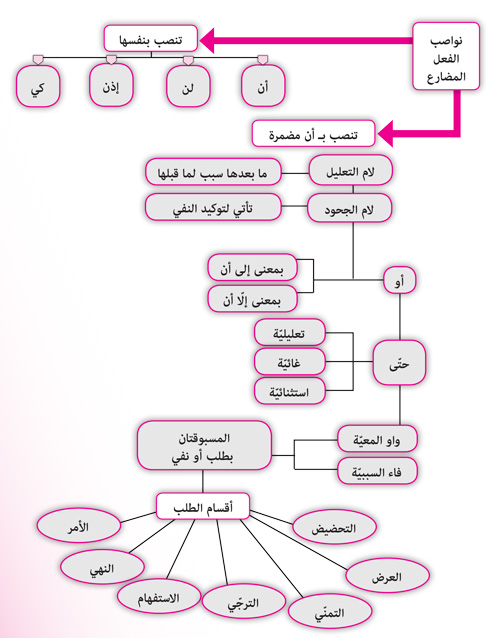 نواصب
الفعل
المضارع
تنصب بنفسها
أن
لن
إذن
كي
تنصب بـ أن مضمرة
لام التعليل
ما بعدها سبب لما قبلها
لام الجحود
تأتي لتوكيد النفي
أو
بمعنى إلى أن
بمعنى إلّا أن
حتّى
تعليليّة
غائيّة
استثنائيّة
واو المعيّة
فاء السببيّة
المسبوقتان
بطلب أو نفي
أقسام الطلب
التحضيض
العرض
التمنّي
الترجّي
الاستفهام
النهي
الأمر